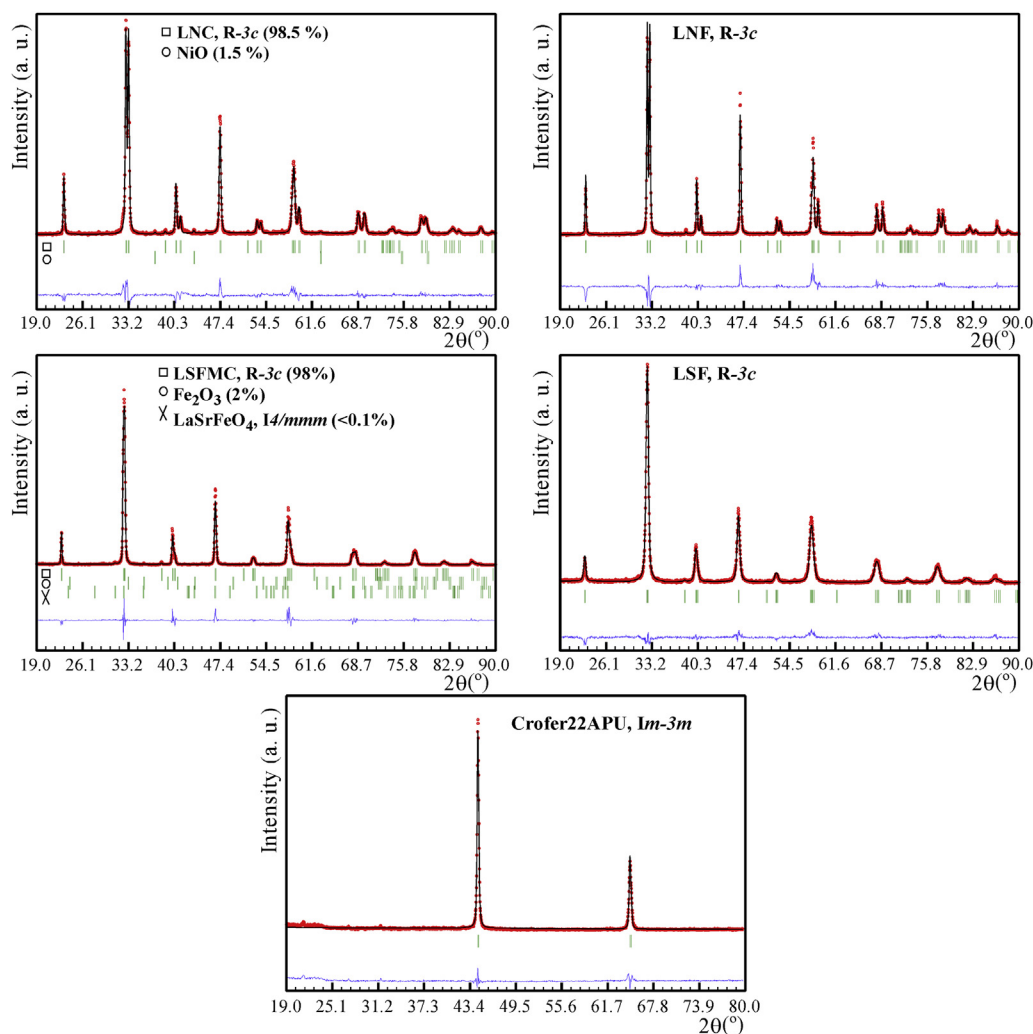 Intensity (a. u.)
□ LNC, R-3c (98.5 %)
○ NiO (1.5 %)
□
○
19.0 26.1 33.2 40.3 47.4 54.5 61.6 68.7 75.8 82.9 90.0
2θ(°)
Intensity (a. u.)
LNF, R-3c
19.0 26.1 33.2 40.3 47.4 54.5 61.6 68.7 75.8 82.9 90.0
2θ(°)
Intensity (a. u.)
□ LSFMC, R-3c (98%)
○ Fe₂O₃ (2%)
X LaSrFeO₄, I4/mmm (<0.1%)
□
○
X
19.0 26.1 33.2 40.3 47.4 54.5 61.6 68.7 75.8 82.9 90.0
2θ(°)
Intensity (a. u.)
LSF, R-3c
19.0 26.1 33.2 40.3 47.4 54.5 61.6 68.7 75.8 82.9 90.0
2θ(°)
Intensity (a. u.)
Crofer22APU, Im-3m
19.0 25.1 31.2 37.3 43.4 49.5 55.6 61.7 67.8 73.9 80.0
2θ(°)